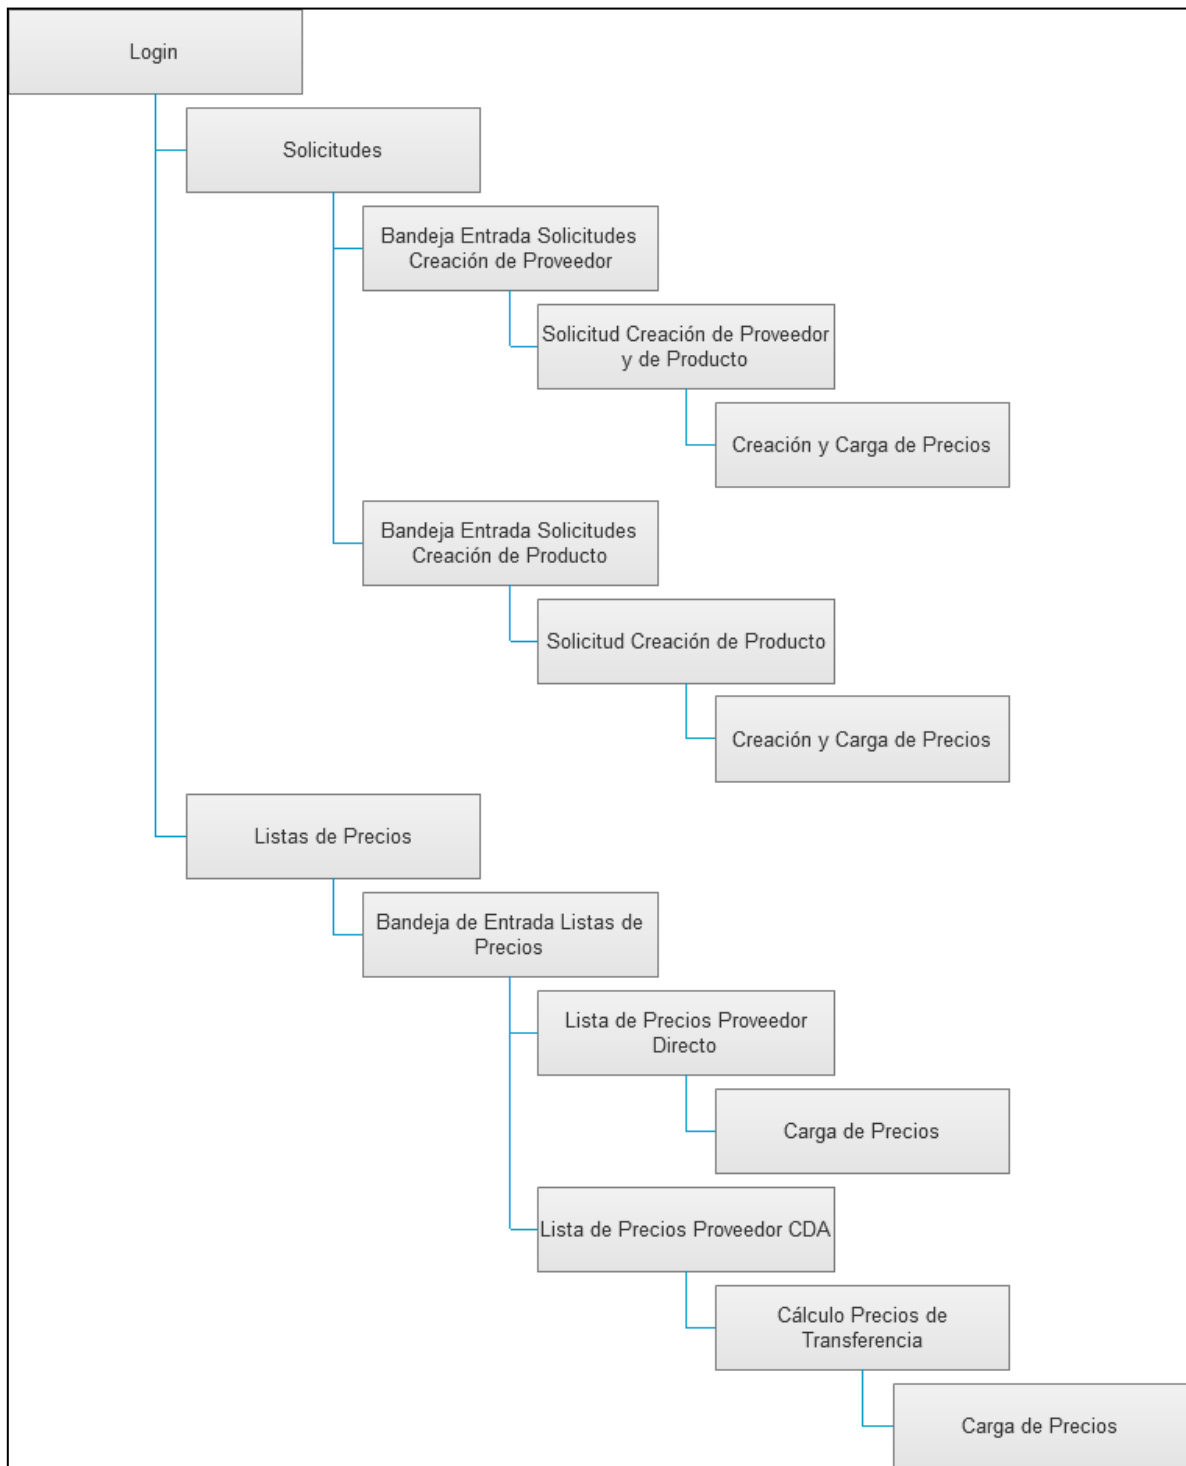 Login
Solicitudes
Bandeja Entrada Solicitudes
Creación de Proveedor
Solicitud Creación de Proveedor
y de Producto
Creación y Carga de Precios
Bandeja Entrada Solicitudes
Creación de Producto
Solicitud Creación de Producto
Creación y Carga de Precios
Listas de Precios
Bandeja de Entrada Listas de
Precios
Lista de Precios Proveedor
Directo
Carga de Precios
Lista de Precios Proveedor CDA
Cálculo Precios de
Transferencia
Carga de Precios